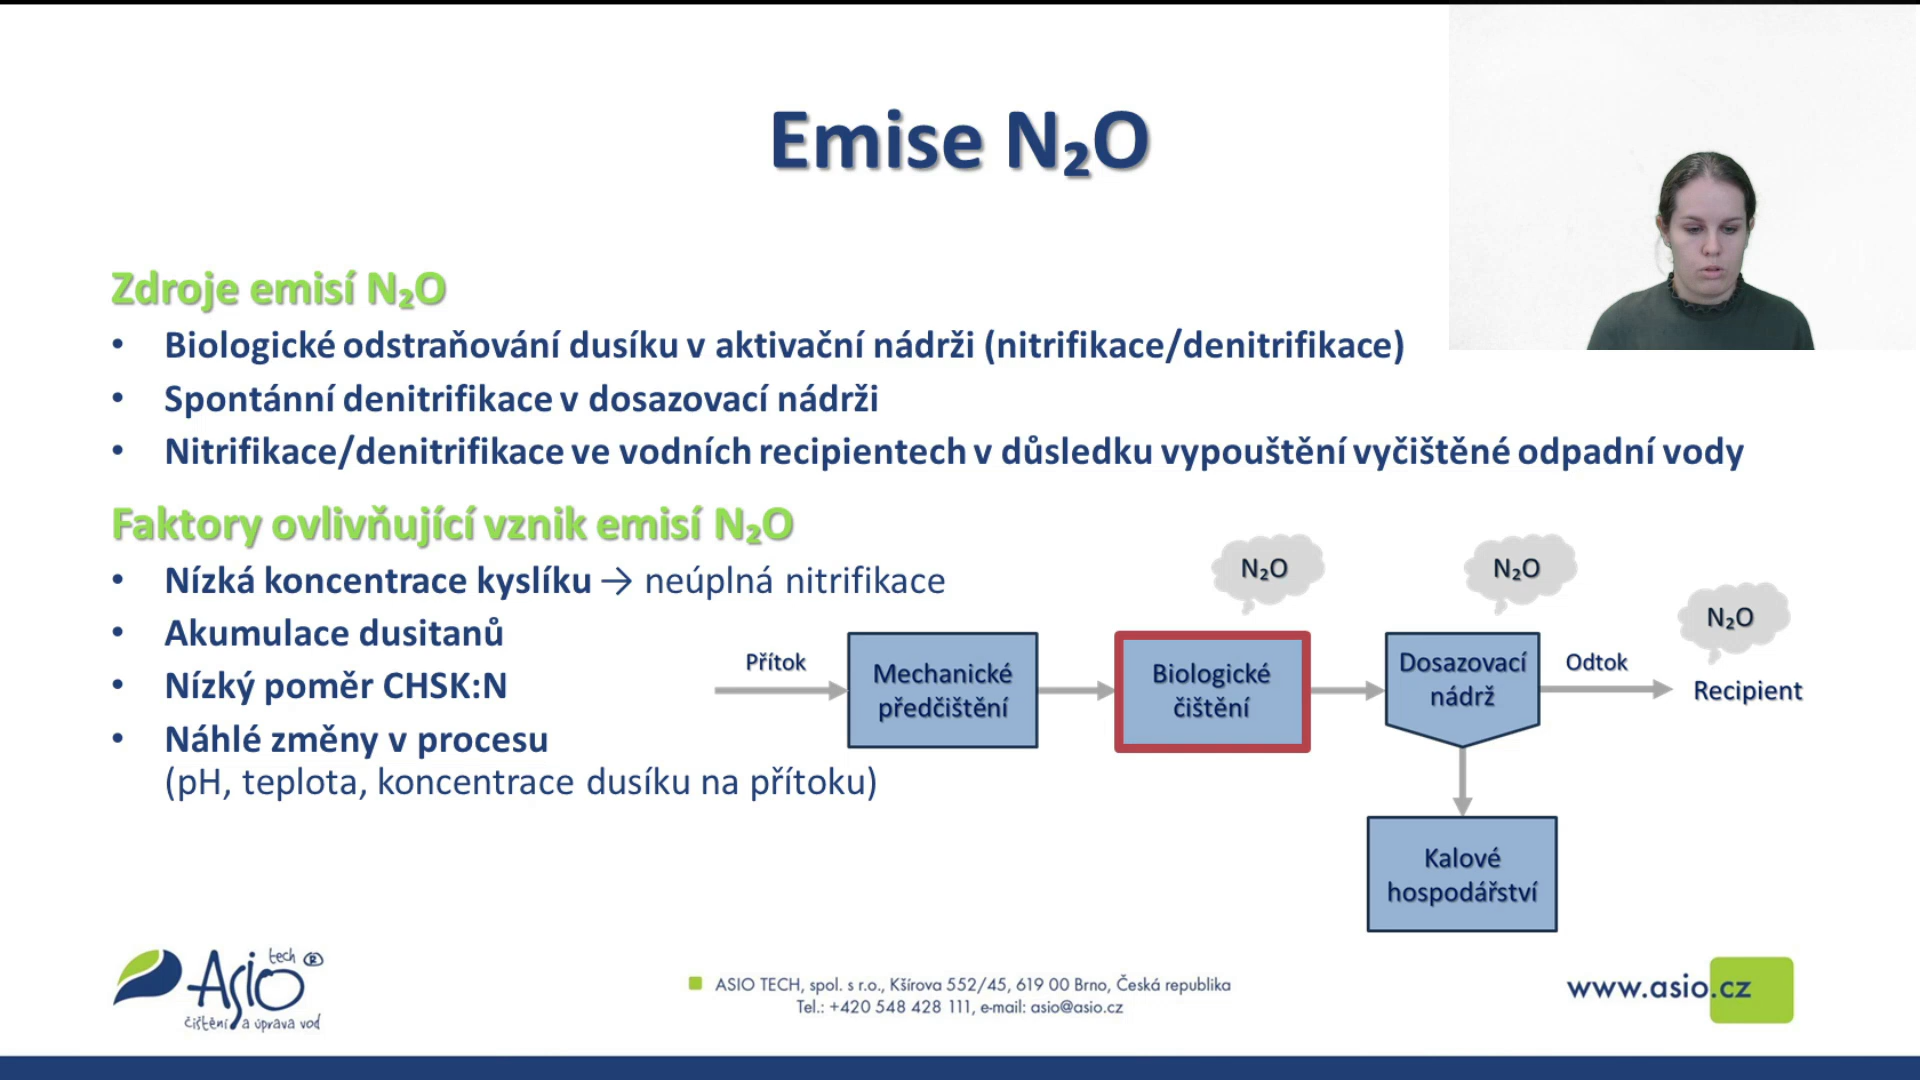 Emise N₂O
Zdroje emisí N₂O
• Biologické odstraňování dusíku v aktivační nádrži (nitrifikace/denitrifikace)
• Spontánní denitrifikace v dosazovací nádrži
• Nitrifikace/denitrifikace ve vodních recipientech v důsledku vypouštění vyčištěné odpadní vody
Faktory ovlivňující vznik emisí N₂O
• Nízká koncentrace kyslíku → neúplná nitrifikace
• Akumulace dusitanů
• Nízký poměr CHSK:N
• Náhlé změny v procesu
(pH, teplota, koncentrace dusíku na přítoku)
N₂O
N₂O
N₂O
Přítok
Mechanické
předčištění
Biologické
čištění
Dosazovací
nádrž
Odtok
Recipient
Kalové
hospodářství
Asio tech ®
čištění a úprava vod
ASIO TECH, spol. s r.o., Kšírova 552/45, 619 00 Brno, Česká republika
Tel.: +420 548 428 111, e-mail: asio@asio.cz
www.asio.cz